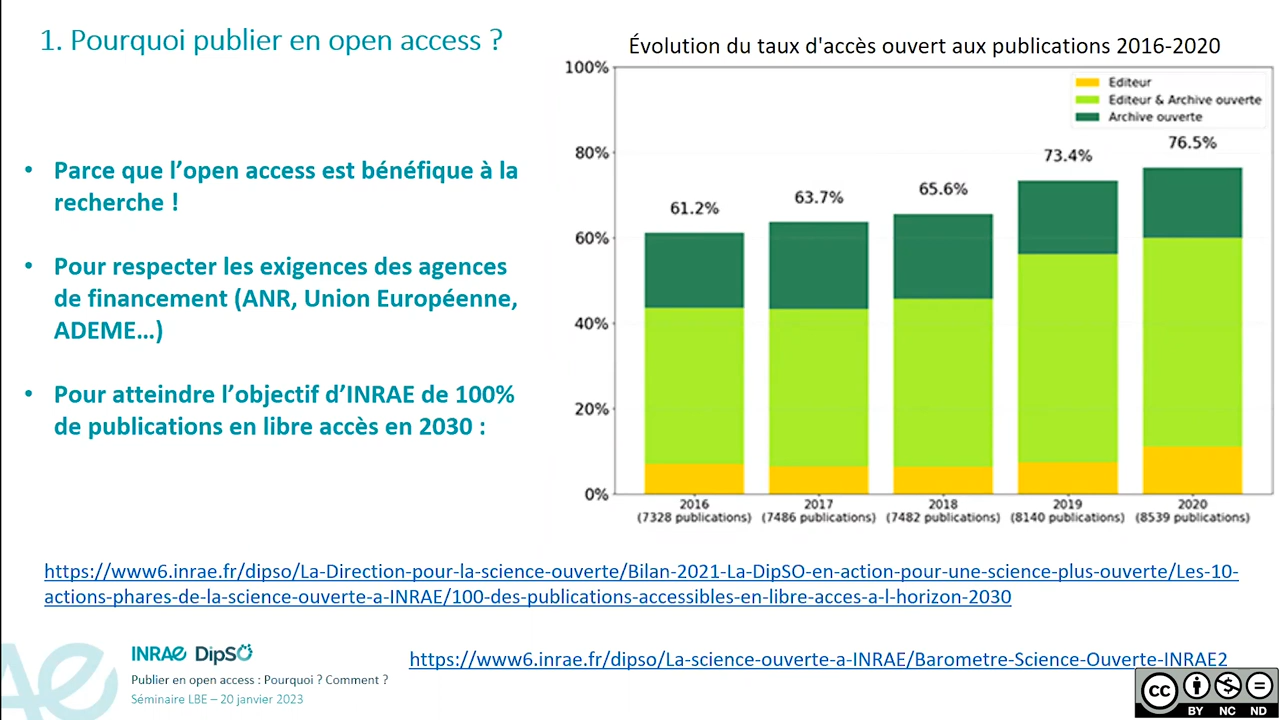 1. Pourquoi publier en open access ?
• Parce que l’open access est bénéfique à la
recherche !
• Pour respecter les exigences des agences
de financement (ANR, Union Européenne,
ADEME…)
• Pour atteindre l’objectif d’INRAE de 100%
de publications en libre accès en 2030 :
Évolution du taux d'accès ouvert aux publications 2016-2020
100%
80%
60%
40%
20%
0%
Editeur
Editeur & Archive ouverte
Archive ouverte
61.2%
63.7%
65.6%
73.4%
76.5%
2016
(7328 publications)
2017
(7486 publications)
2018
(7482 publications)
2019
(8140 publications)
2020
(8539 publications)
https://www6.inrae.fr/dipso/La-Direction-pour-la-science-ouverte/Bilan-2021-La-DipSO-en-action-pour-une-science-plus-ouverte/Les-10-
actions-phares-de-la-science-ouverte-a-INRAE/100-des-publications-accessibles-en-libre-acces-a-l-horizon-2030
https://www6.inrae.fr/dipso/La-science-ouverte-a-INRAE/Barometre-Science-Ouverte-INRAE2
INRAE DipSO
Publier en open access : Pourquoi ? Comment ?
Séminaire LBE – 20 janvier 2023
cc
BY NC ND